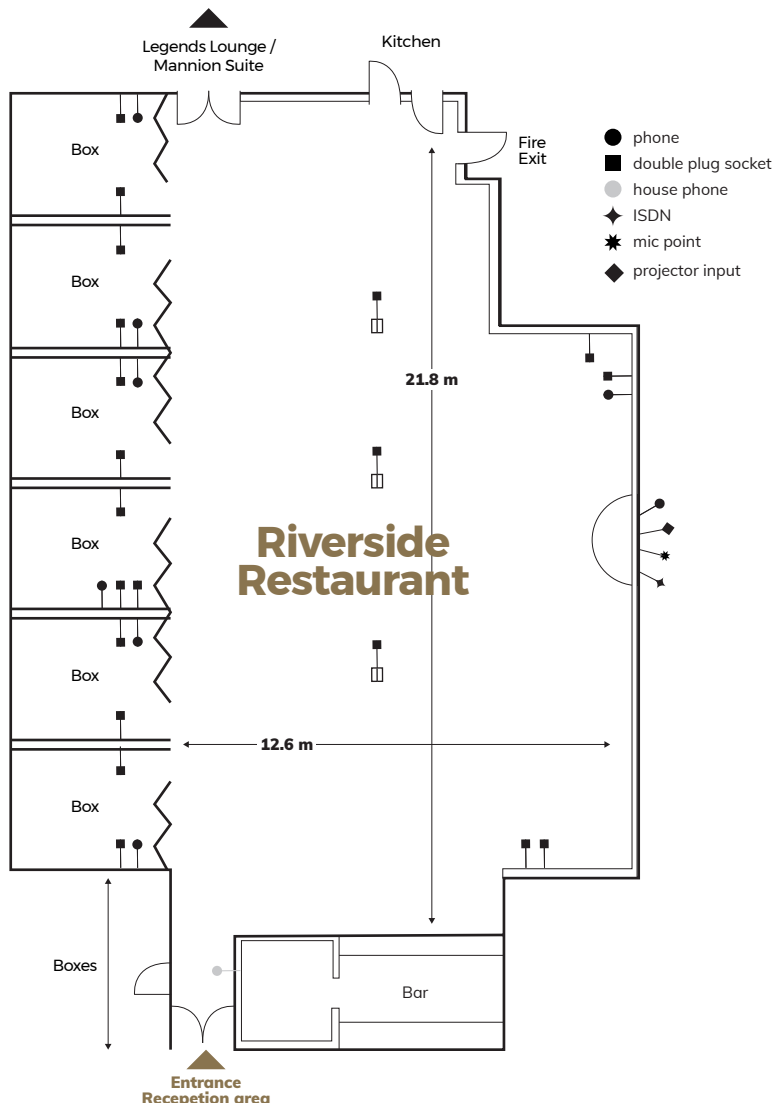 Legends Lounge /
Mannion Suite
Kitchen
Fire
Exit
phone
double plug socket
house phone
ISDN
mic point
projector input
Box
Box
Box
Box
Box
Box
21.8 m
Riverside
Restaurant
12.6 m
Boxes
Bar
Entrance
Recepetion area